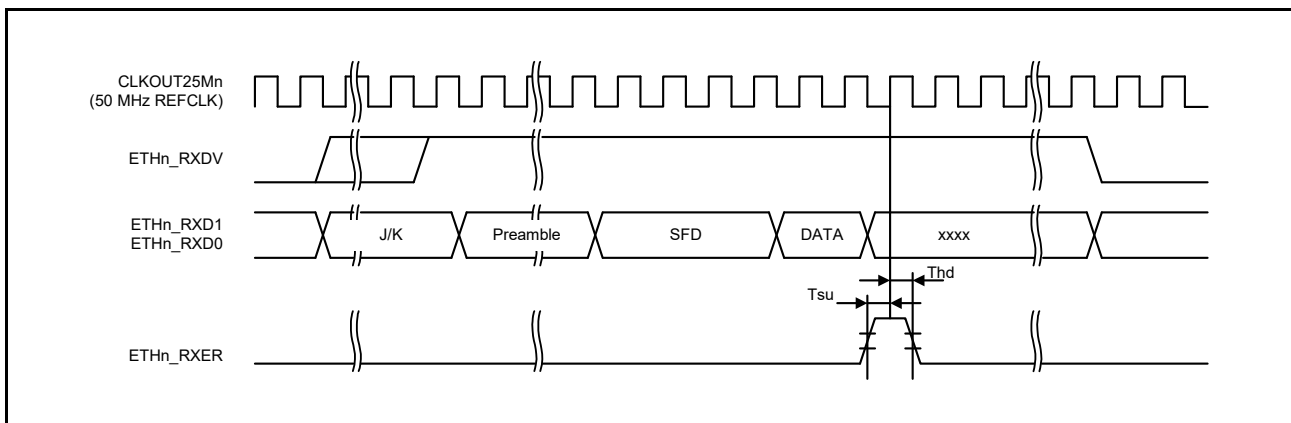 CLKOUT25Mn
(50 MHz REFCLK)
ETHn_RXDV
ETHn_RXD1
ETHn_RXD0
J/K
Preamble
SFD
DATA
xxxx
Thd
Tsu
ETHn_RXER